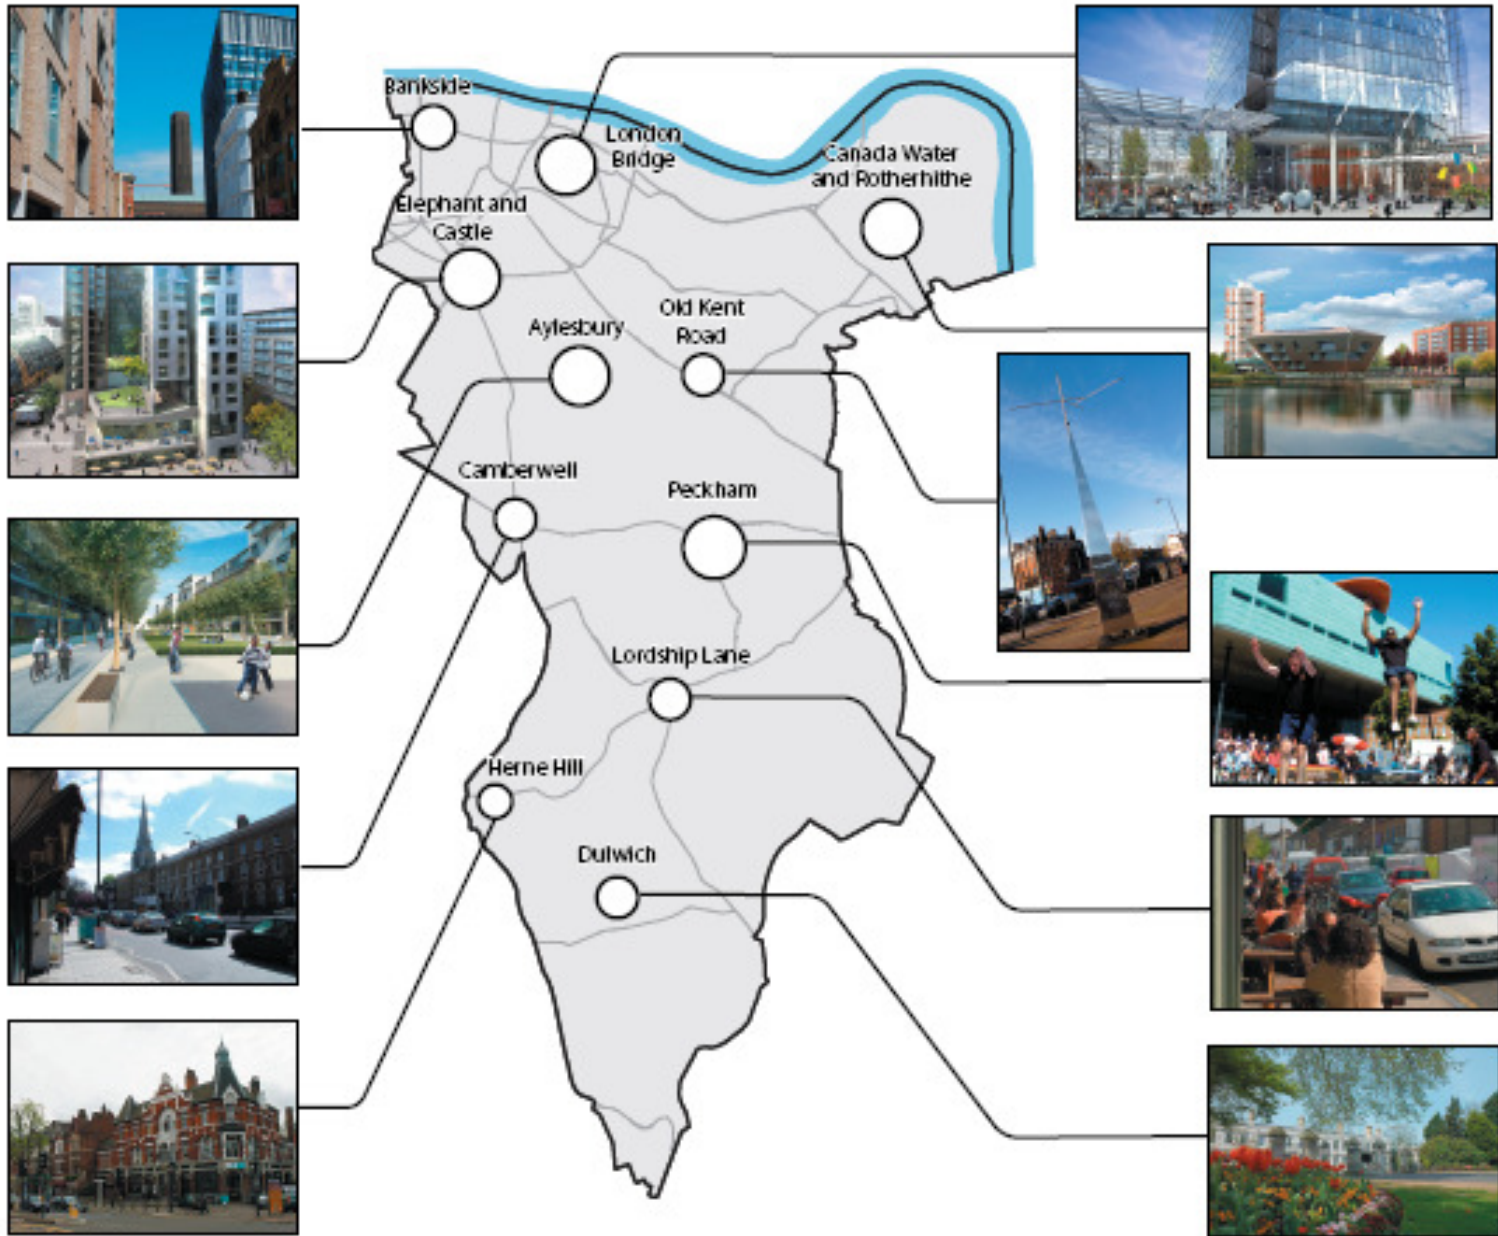 Bankside
London
Bridge
Canada Water
and Rotherhithe
Elephant and
Castle
Aylesbury
Old Kent
Road
Camberwell
Peckham
Lordship Lane
Herne Hill
Dulwich